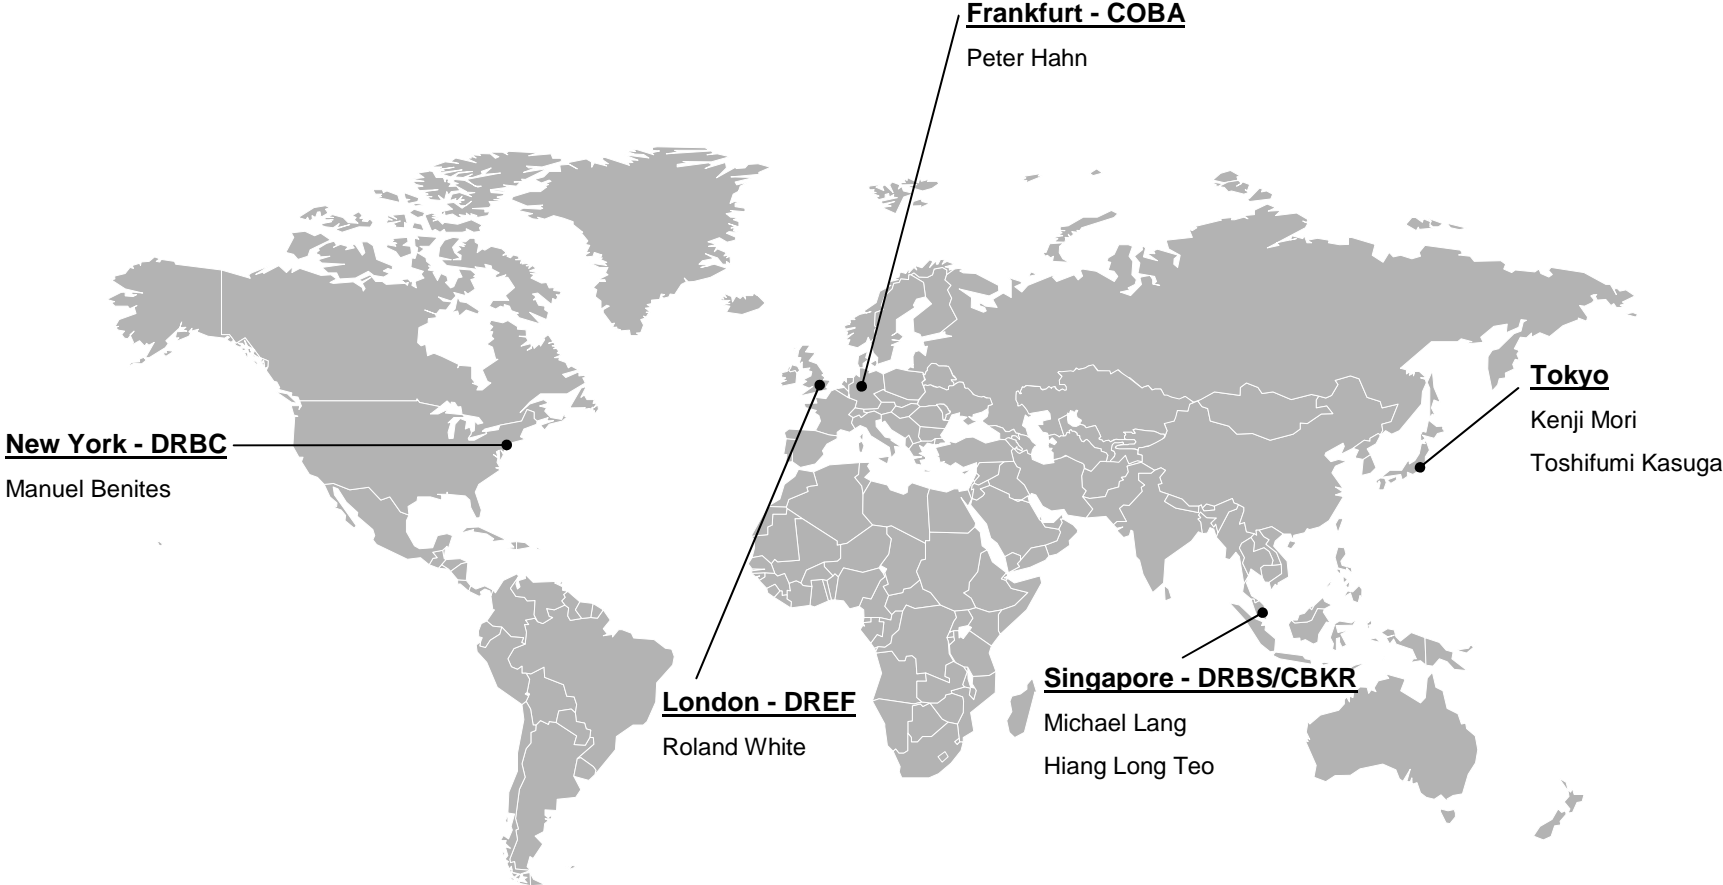 Frankfurt - COBA
Peter Hahn
Tokyo
Kenji Mori
Toshifumi Kasuga
New York - DRBC
Manuel Benites
London - DREF
Roland White
Singapore - DRBS/CBKR
Michael Lang
Hiang Long Teo